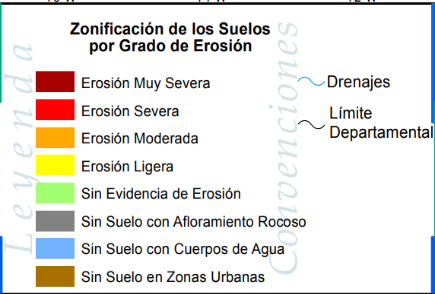 Zonificación de los Suelos
por Grado de Erosión
Leyenda
Erosión Muy Severa
Erosión Severa
Erosión Moderada
Erosión Ligera
Sin Evidencia de Erosión
Sin Suelo con Afloramiento Rocoso
Sin Suelo con Cuerpos de Agua
Sin Suelo en Zonas Urbanas
Convenciones
Drenajes
Límite
Departamental